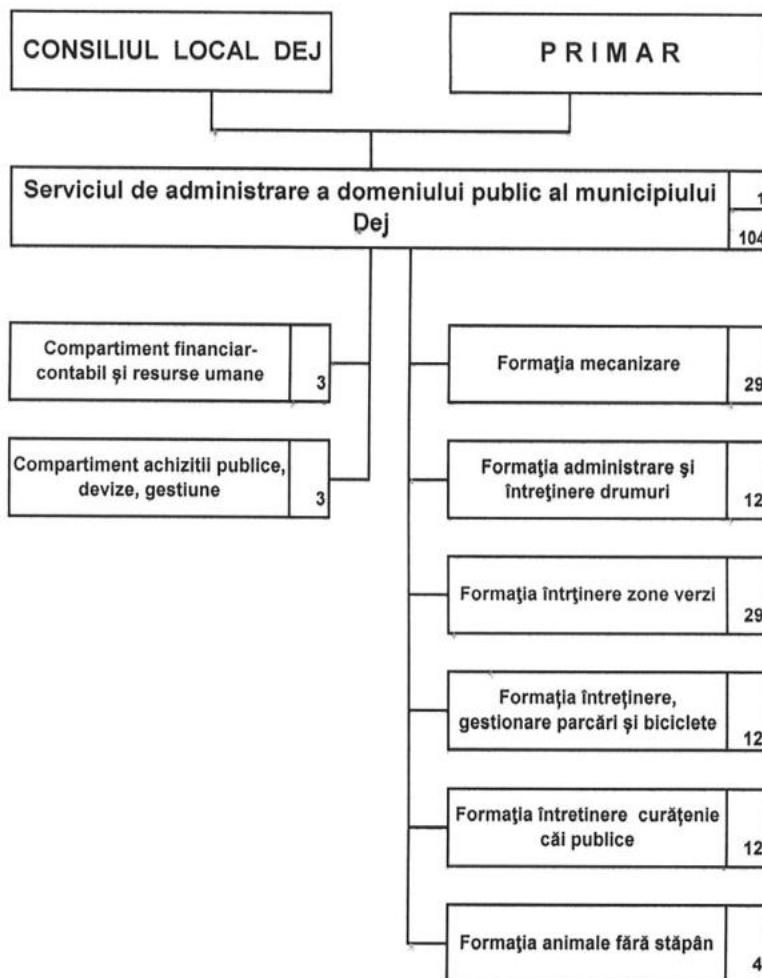 CONSILIUL LOCAL DEJ
PRIMAR
Serviciul de administrare a domeniului public al municipiului
Dej
1
104
Compartiment financiar-
contabil și resurse umane
3
Compartiment achizitii publice,
devize, gestiune
3
Formaţia mecanizare
29
Formaţia administrare şi
întreţinere drumuri
12
Formaţia întrţinere zone verzi
29
Formaţia întreţinere,
gestionare parcări şi biciclete
12
Formaţia întretinere curăţenie
căi publice
12
Formaţia animale fără stăpân
4